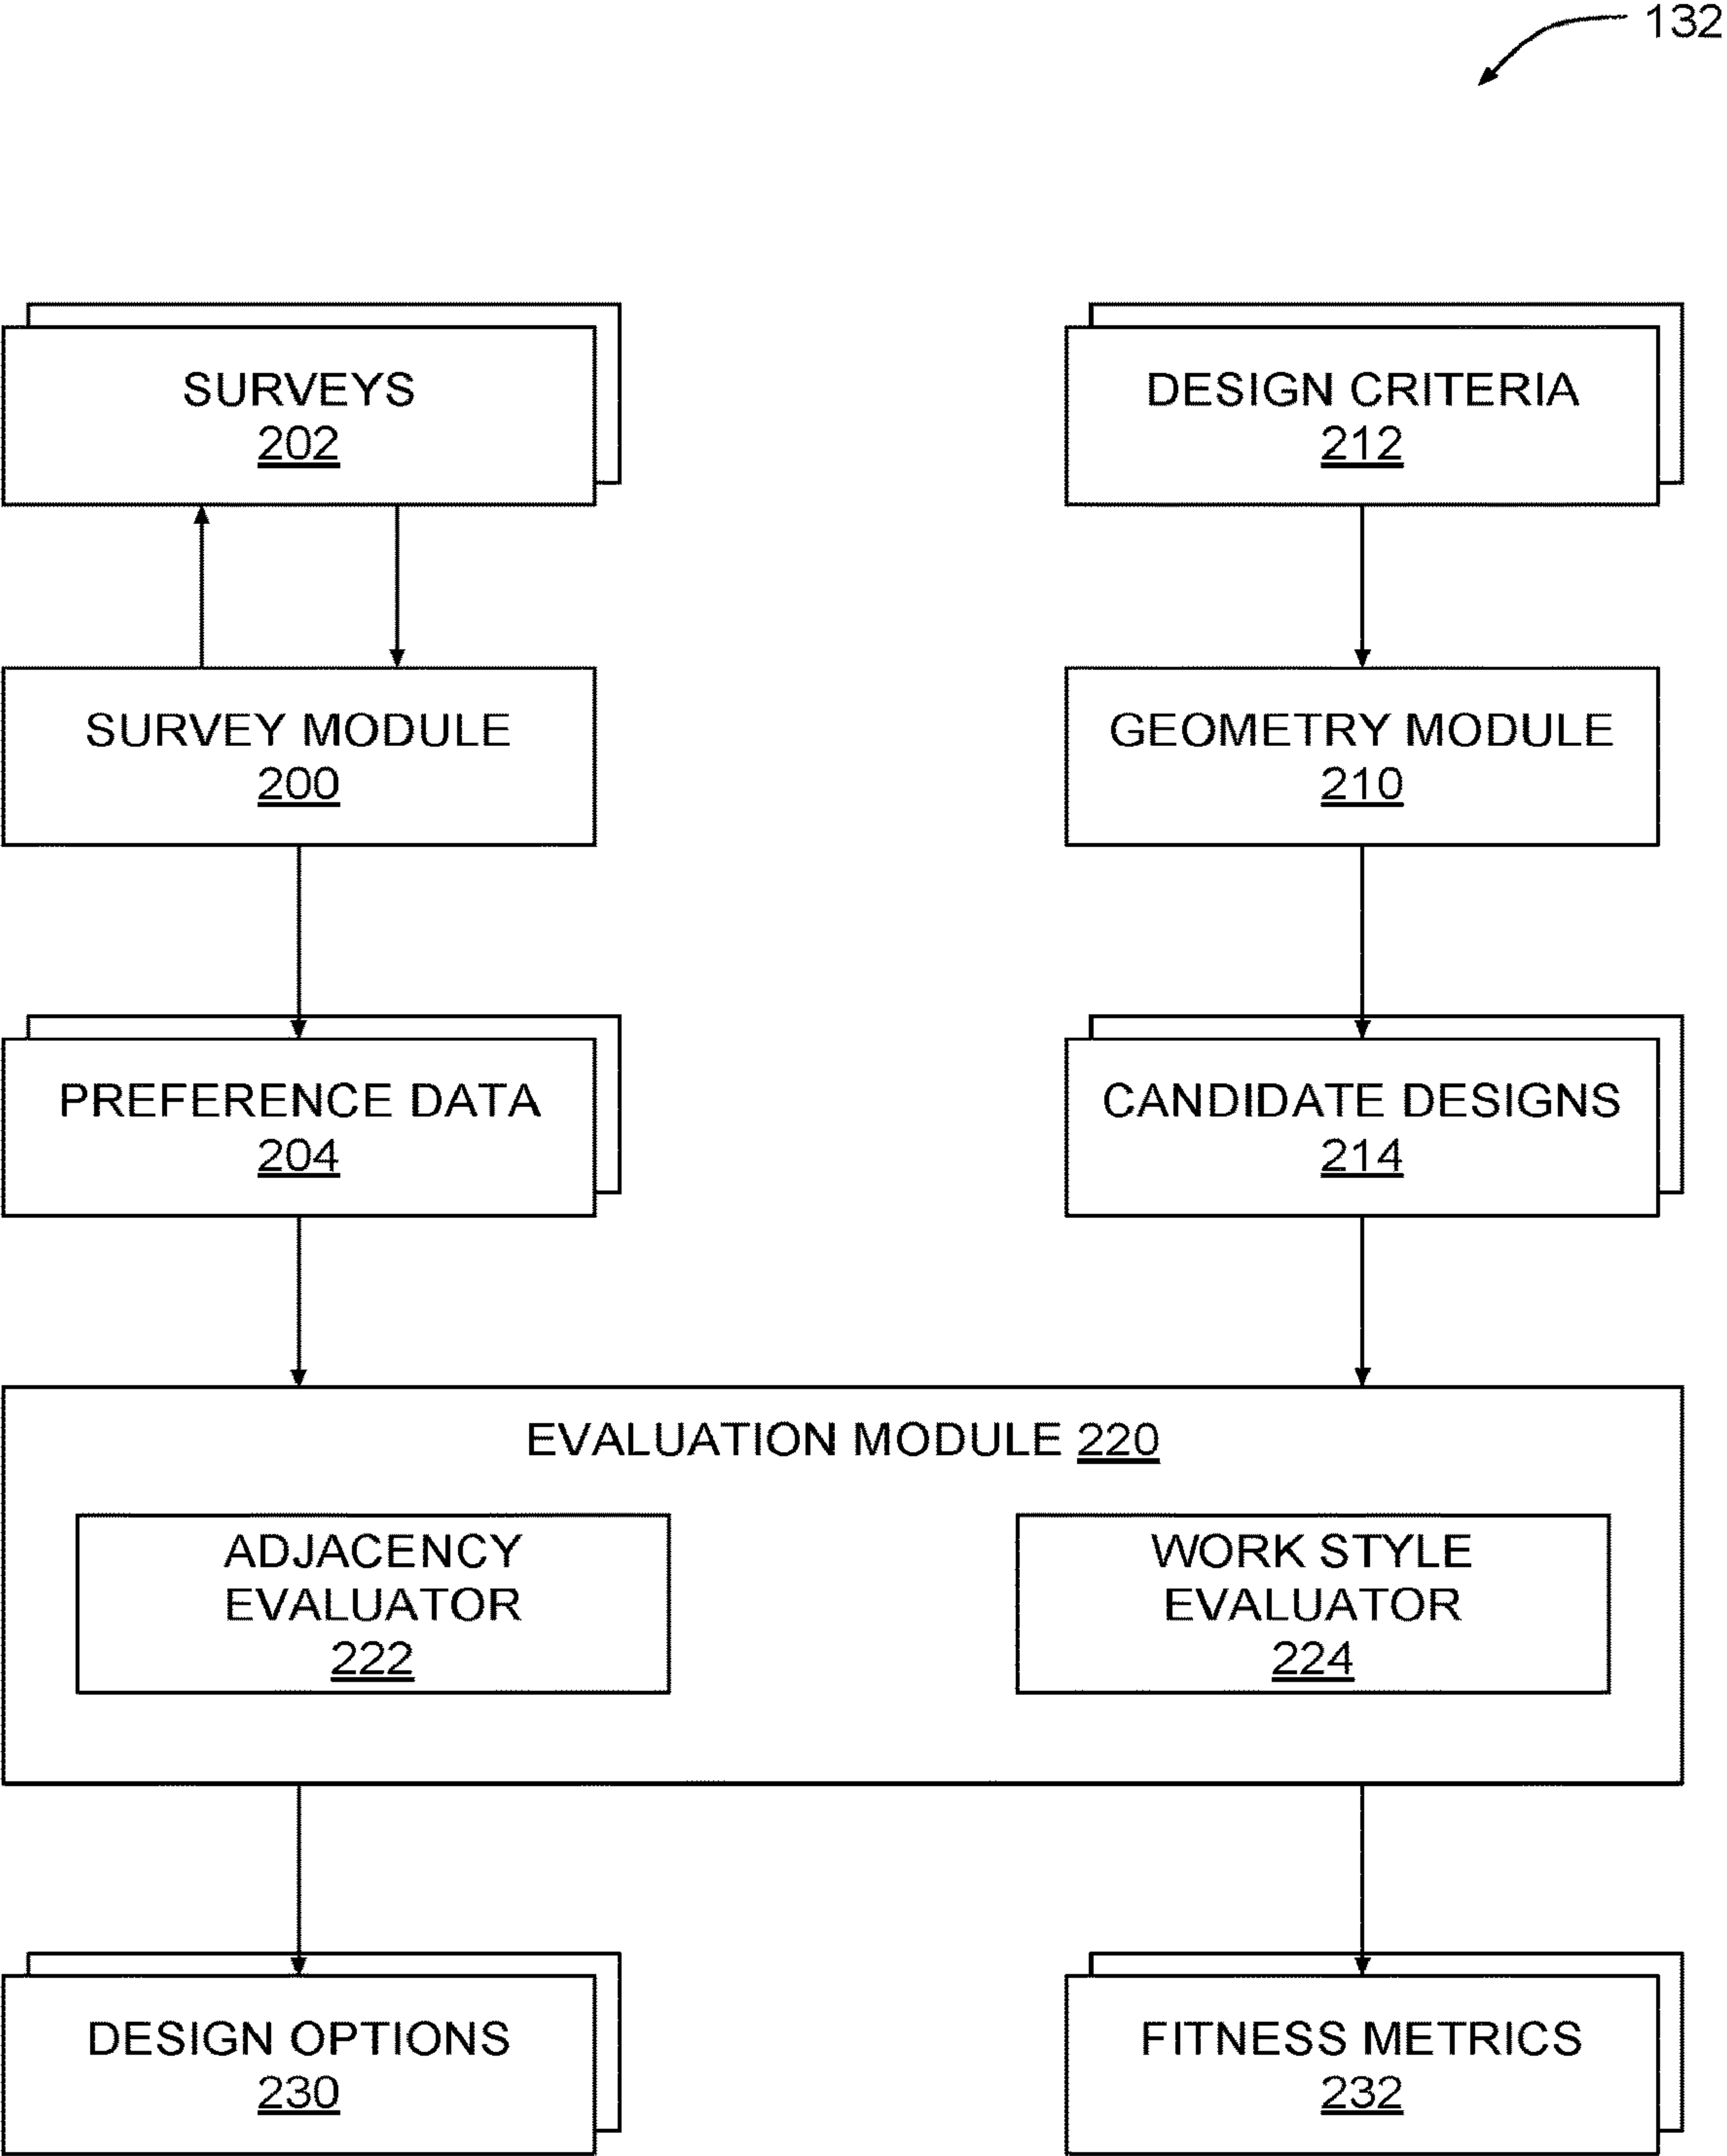 132
SURVEYS
202
DESIGN CRITERIA
212
SURVEY MODULE
200
GEOMETRY MODULE
210
PREFERENCE DATA
204
CANDIDATE DESIGNS
214
EVALUATION MODULE 220
ADJACENCY
EVALUATOR
222
WORK STYLE
EVALUATOR
224
DESIGN OPTIONS
230
FITNESS METRICS
232